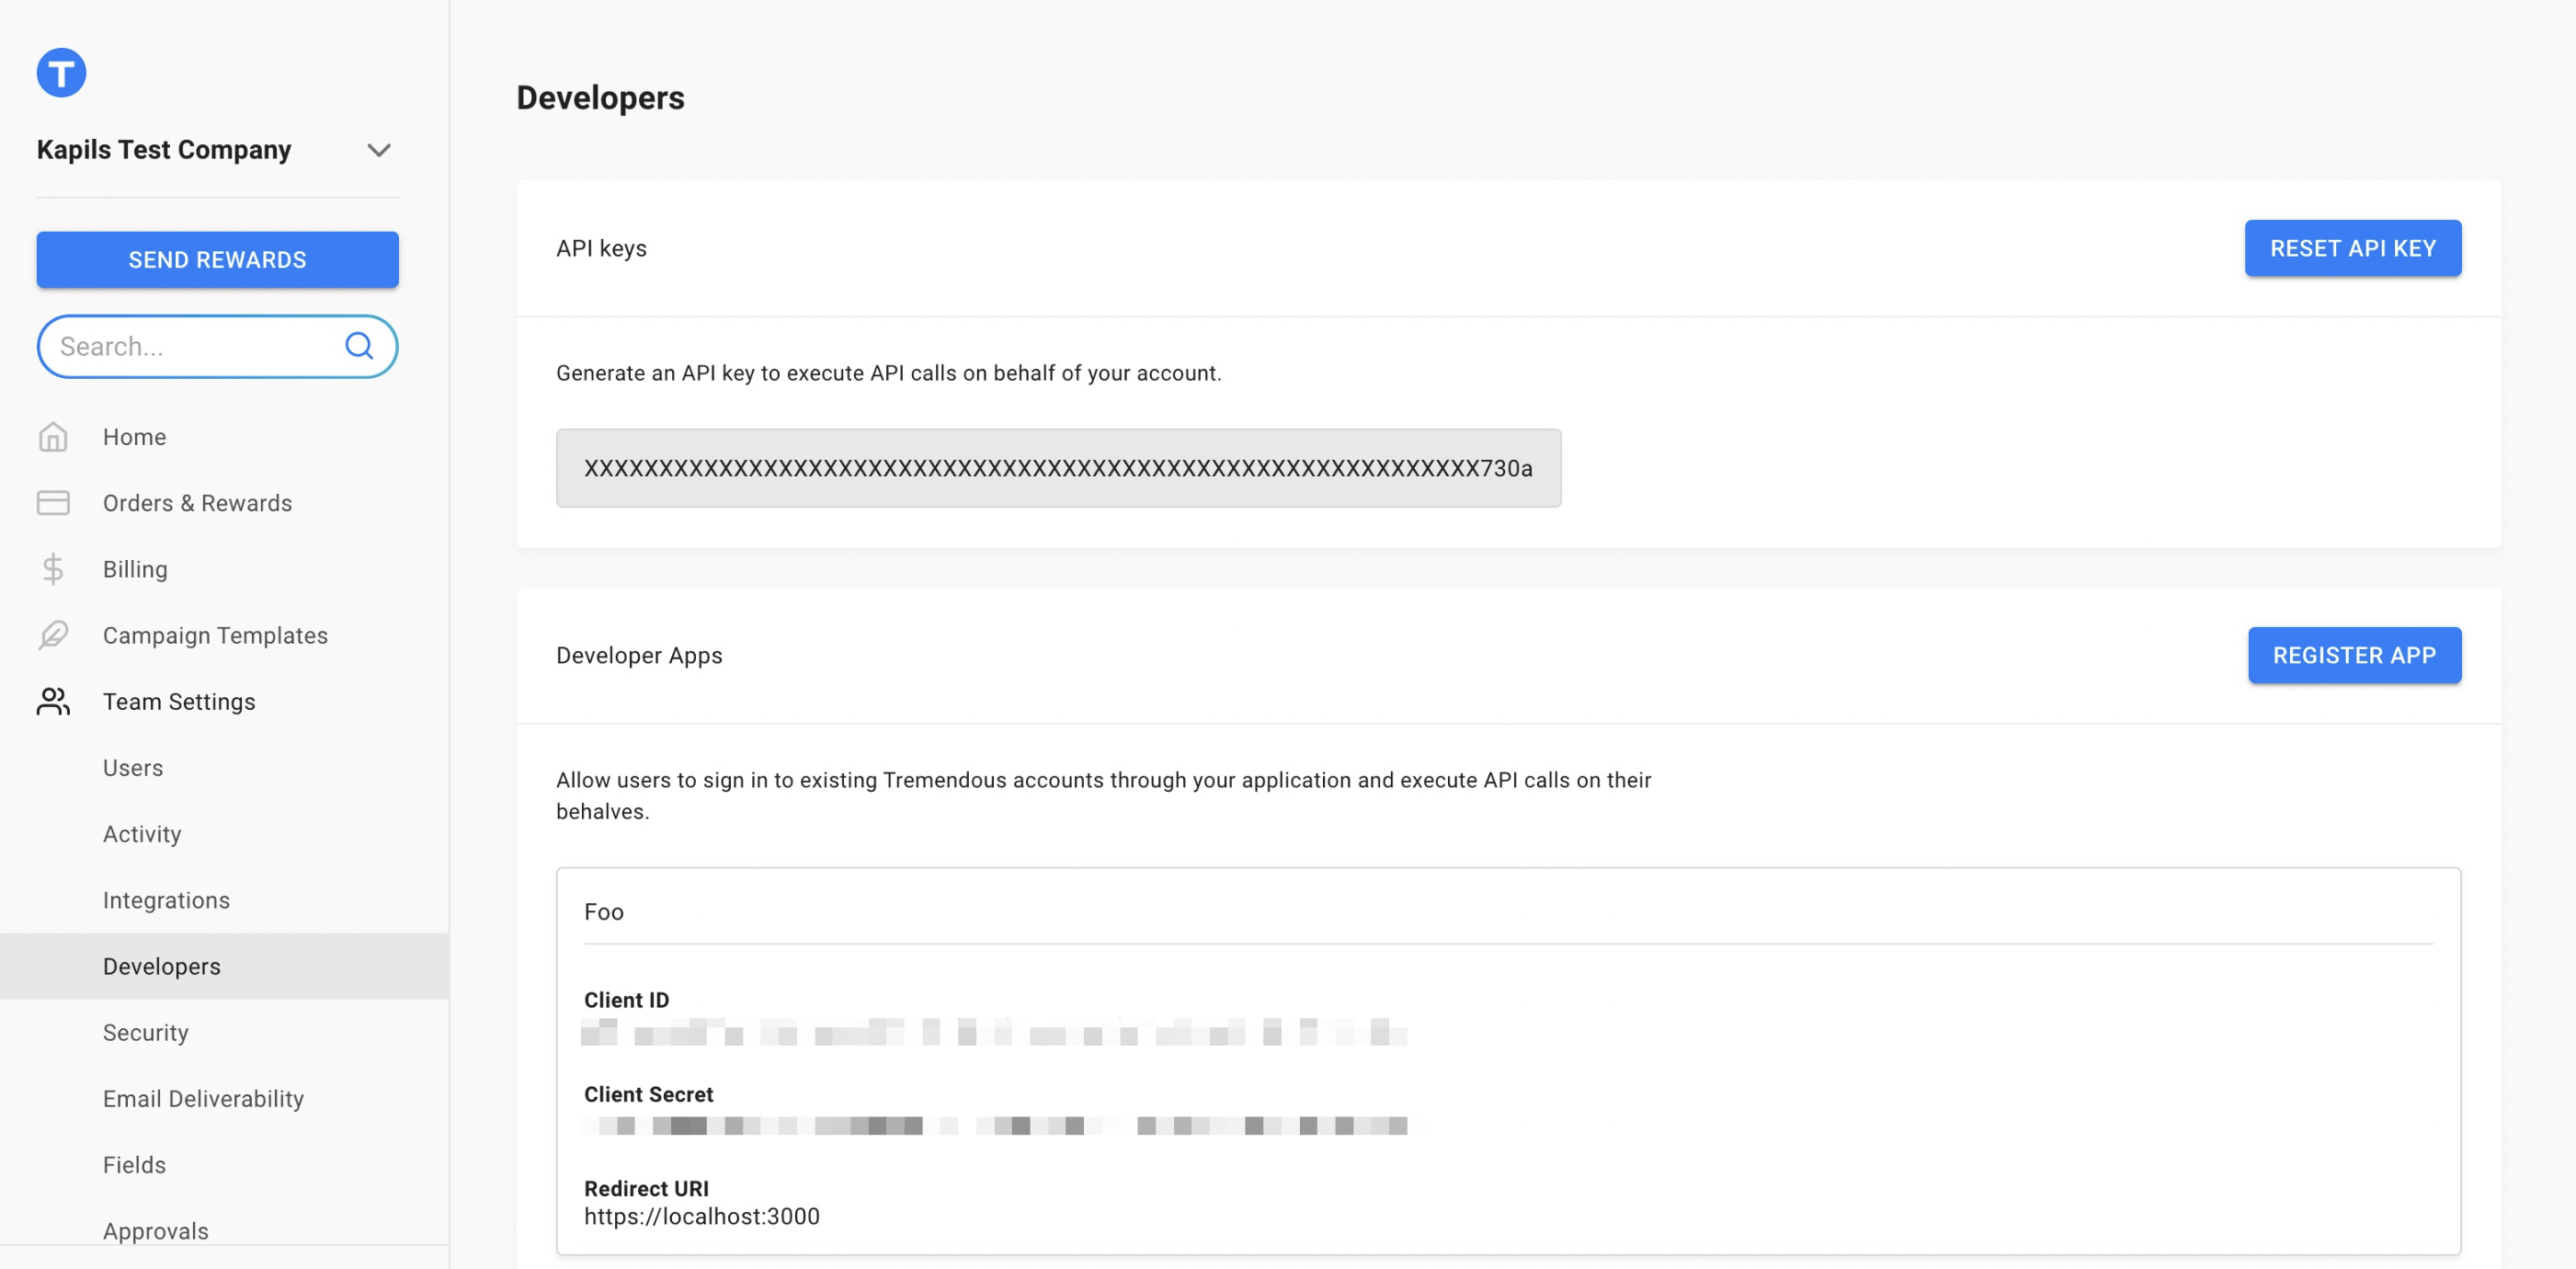 T
Kapils Test Company
SEND REWARDS
Search...
Home
Orders & Rewards
Billing
Campaign Templates
Team Settings
Users
Activity
Integrations
Developers
Security
Email Deliverability
Fields
Approvals
Developers
API keys
RESET API KEY
Generate an API key to execute API calls on behalf of your account.
XXXXXXXXXXXXXXXXXXXXXXXXXXXXXXXXXXXXXXXXXXXXXXXXXXXXXXXXXXXX730a
Developer Apps
REGISTER APP
Allow users to sign in to existing Tremendous accounts through your application and execute API calls on their
behalves.
Foo
Client ID
Client Secret
Redirect URI
https://localhost:3000